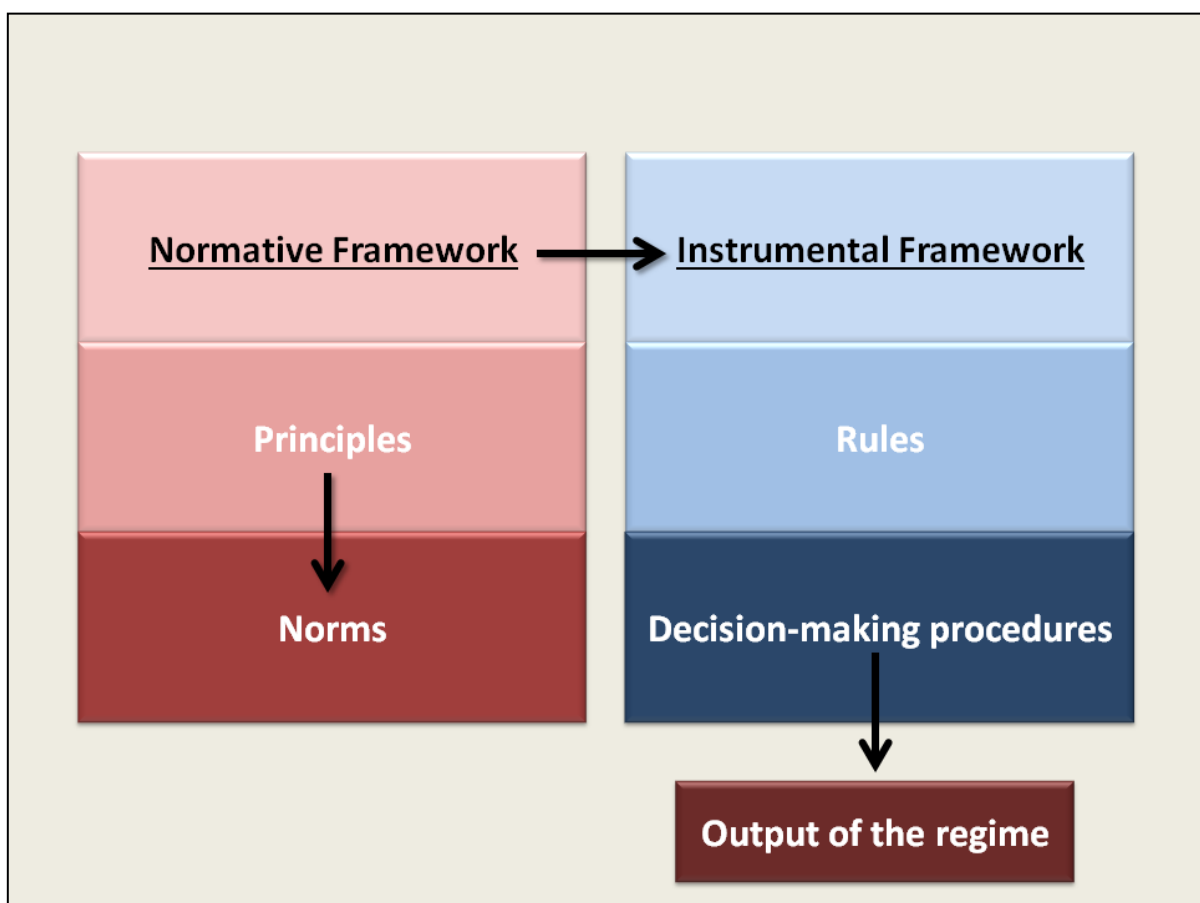 Normative Framework
Instrumental Framework
Principles
Rules
Norms
Decision-making procedures
Output of the regime